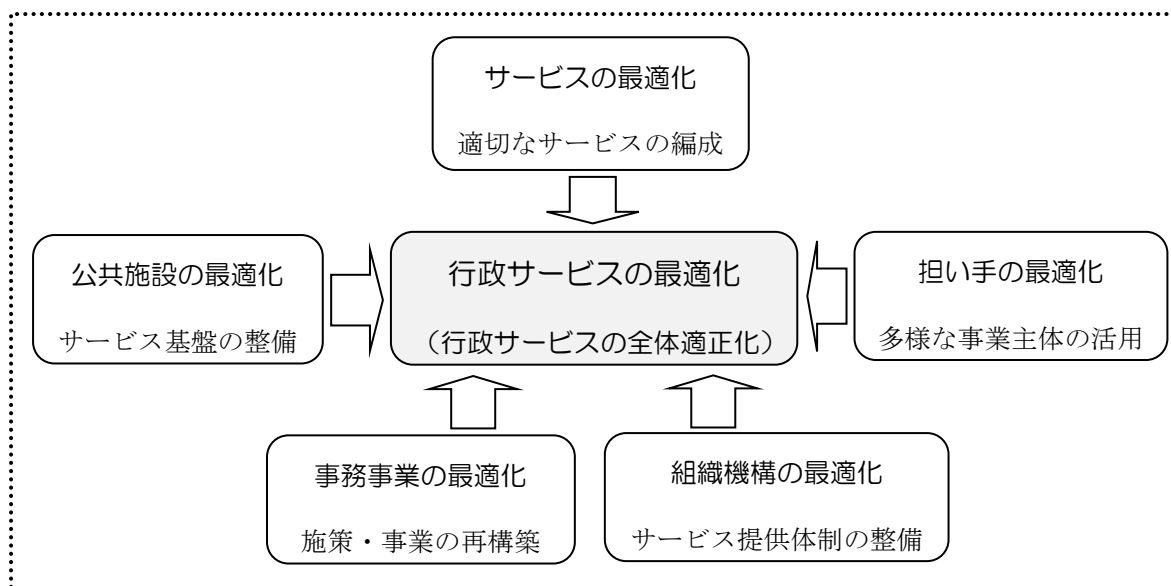 サービスの最適化
適切なサービスの編成
公共施設の最適化
サービス基盤の整備
行政サービスの最適化
（行政サービスの全体適正化）
担い手の最適化
多様な事業主体の活用
事務事業の最適化
施策・事業の再構築
組織機構の最適化
サービス提供体制の整備